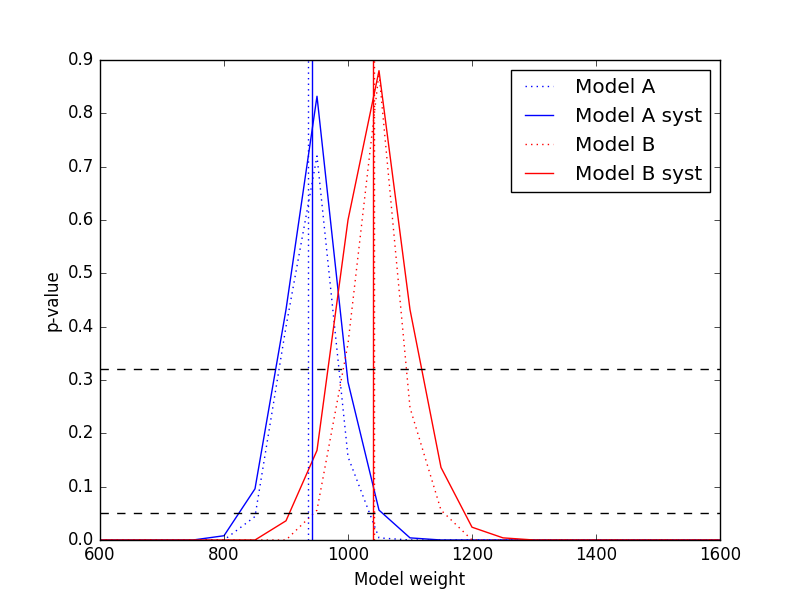 0.9
0.8
0.7
0.6
0.5
0.4
0.3
0.2
0.1
0.0
p-value
600
800
1000
1200
1400
1600
Model weight
Model A
Model A syst
Model B
Model B syst